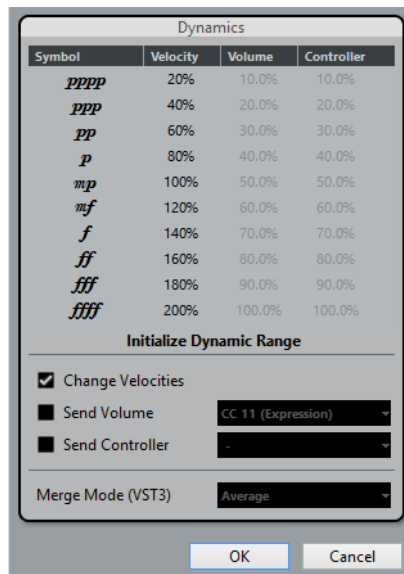 Dynamics
Symbol Velocity Volume Controller
pppp 20% 10.0% 10.0%
ppp 40% 20.0% 20.0%
pp 60% 30.0% 30.0%
p 80% 40.0% 40.0%
mp 100% 50.0% 50.0%
mf 120% 60.0% 60.0%
f 140% 70.0% 70.0%
ff 160% 80.0% 80.0%
fff 180% 90.0% 90.0%
ffff 200% 100.0% 100.0%
Initialize Dynamic Range
Change Velocities
Send Volume CC 11 (Expression)
Send Controller -
Merge Mode (VST3) Average
OK Cancel